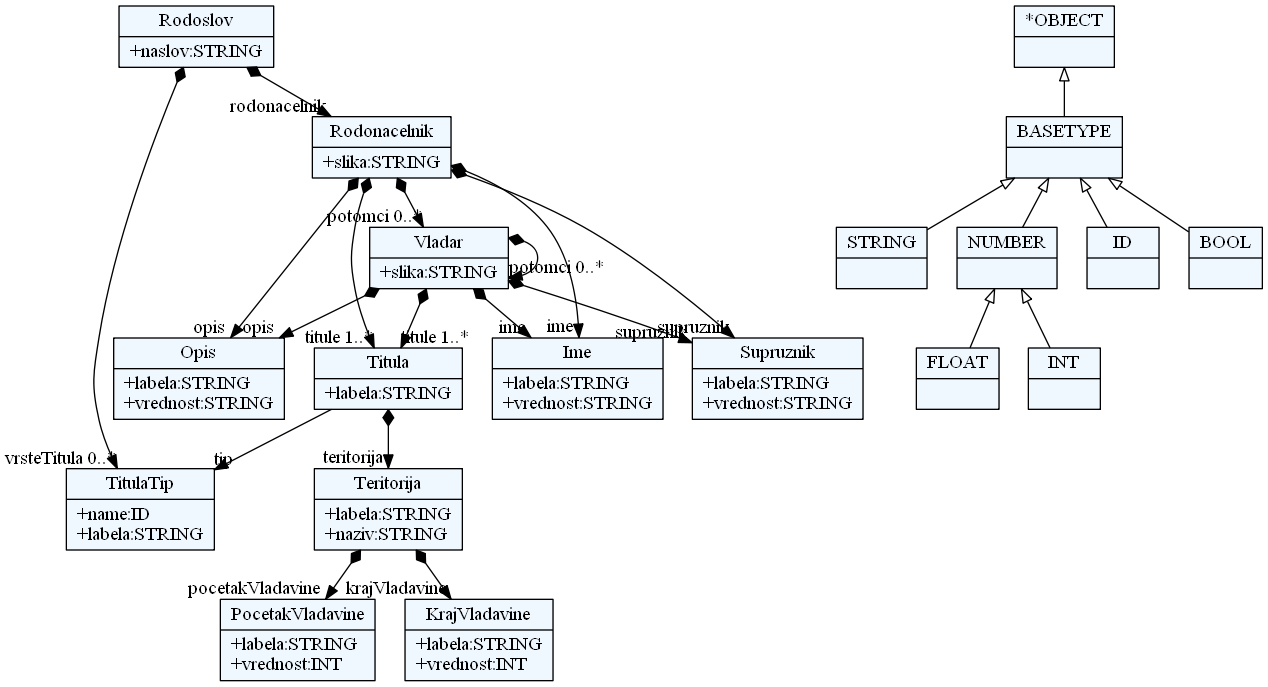 Rodoslov
+naslov:STRING
*OBJECT
rodonacelnik
Rodonacelnik
+slika:STRING
BASETYPE
potomci 0..*
Vladar
+slika:STRING
potomci 0..*
STRING
NUMBER
ID
BOOL
opis
opis
titule 1..*
titule 1..*
ime
ime
supruznik
supruznik
Opis
+labela:STRING
+vrednost:STRING
Titula
+labela:STRING
Ime
+labela:STRING
+vrednost:STRING
Supruznik
+labela:STRING
+vrednost:STRING
FLOAT
INT
vrsteTitula 0..*
tip
teritorija
TitulaTip
+name:ID
+labela:STRING
Teritorija
+labela:STRING
+naziv:STRING
pocetakVladavine
krajVladavine
PocetakVladavine
+labela:STRING
+vrednost:INT
KrajVladavine
+labela:STRING
+vrednost:INT